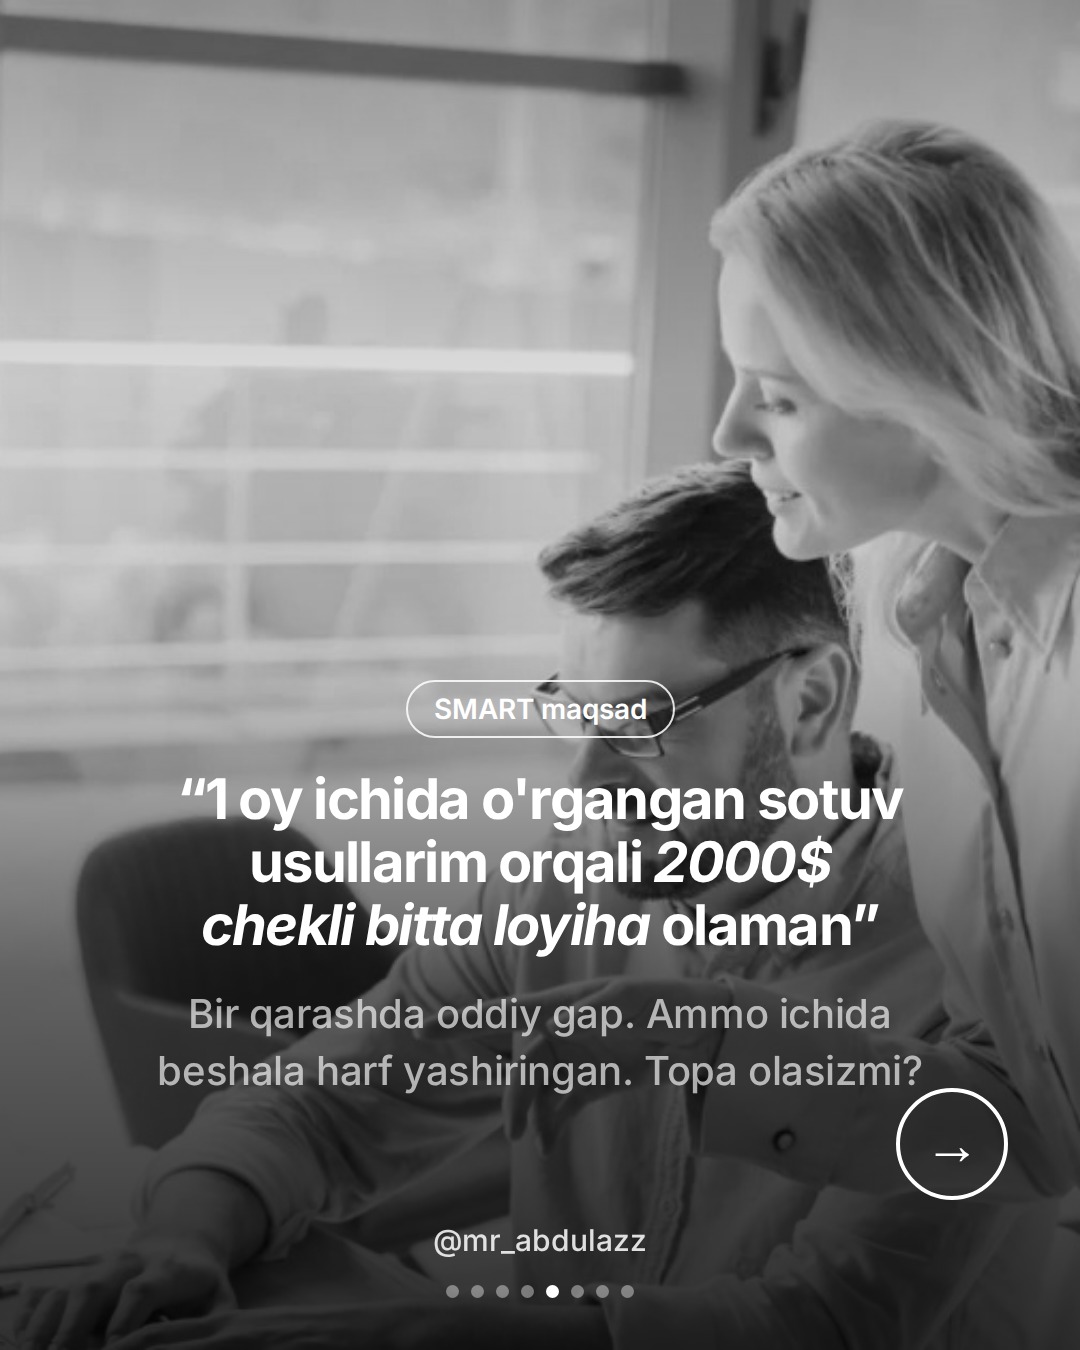 SMART maqsad
“1 oy ichida o'rgangan sotuv
usullarim orqali 2000$
chekli bitta loyiha olaman”
Bir qarashda oddiy gap. Ammo ichida
beshala harf yashiringan. Topa olasizmi?
→
@mr_abdulazz